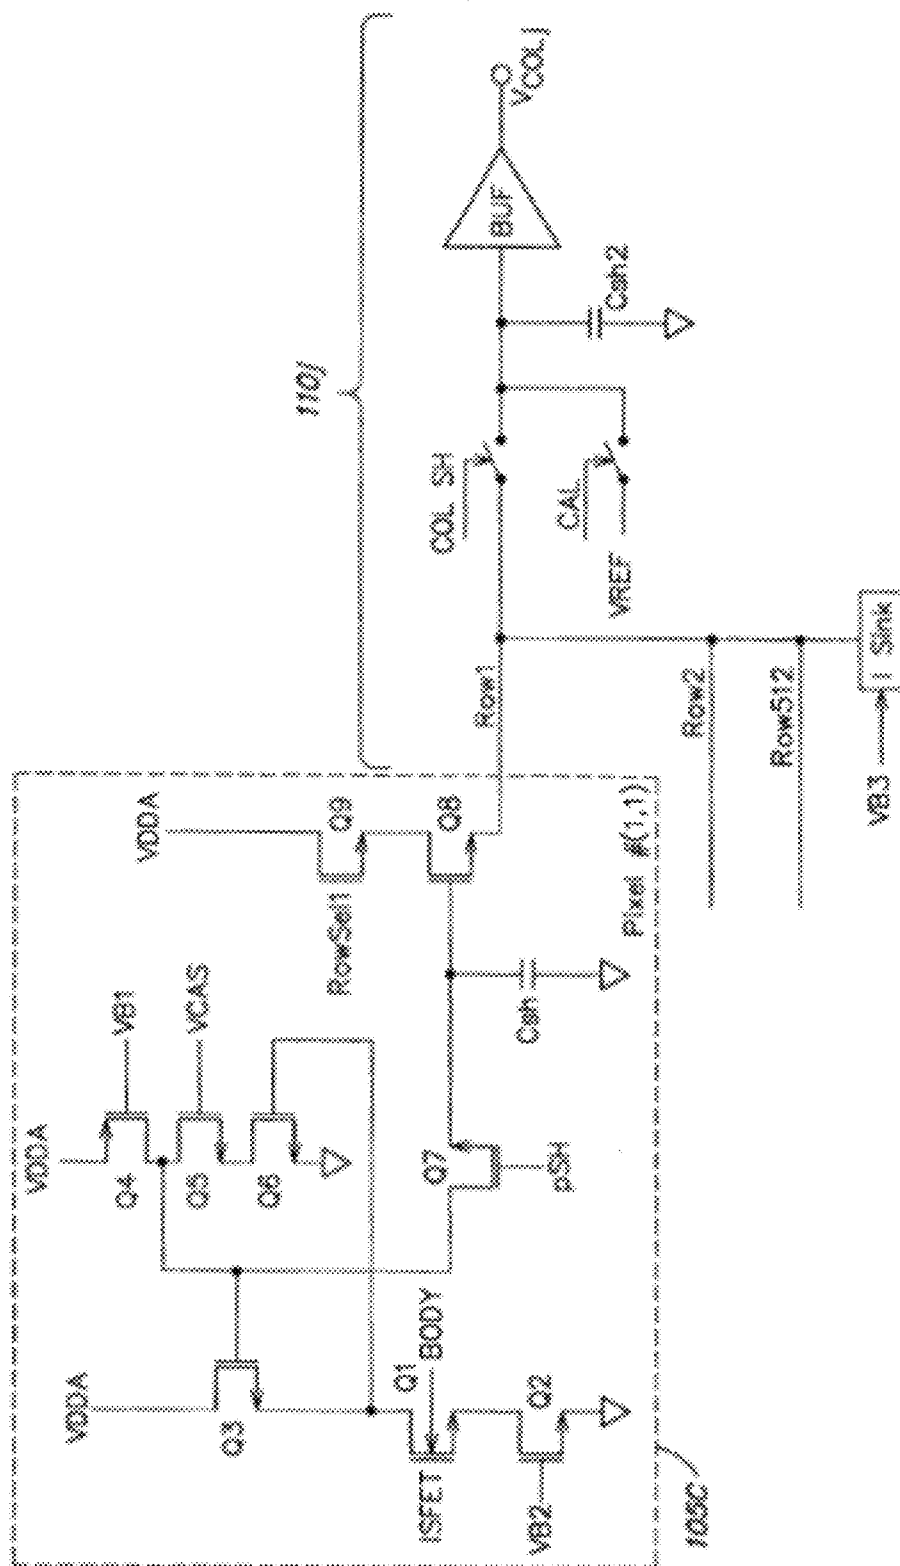 110j
VDDA
VDDA
VB1
VCAS
Q4
Q5
Q6
Q3
Q1
BODY
ISFET
Q2
VB2
Q7
pSH
Csh
VDDA
RowSel1
Q9
Q8
Pixel #(1,1)
105C
Row1
Row2
Row512
VB3
I Sink
COL SH
CAL
VREF
Csh2
BUF
VCOLj